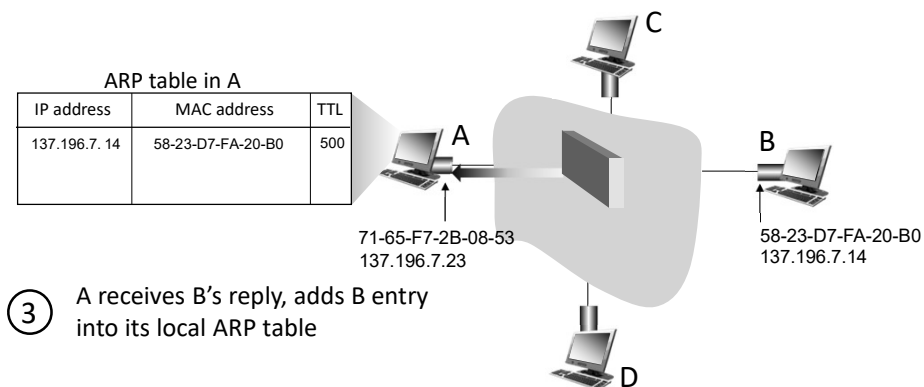 C
ARP table in A
IP address MAC address TTL
137.196.7. 14 58-23-D7-FA-20-B0 500
A
B
71-65-F7-2B-08-53
137.196.7.23
58-23-D7-FA-20-B0
137.196.7.14
3
A receives B’s reply, adds B entry
into its local ARP table
D